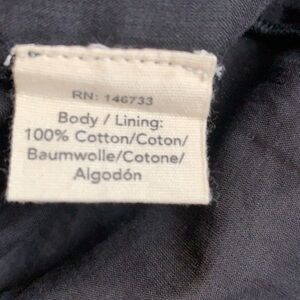 RN: 146733
Body / Lining:
100% Cotton/Coton/
Baumwolle/Cotone/
Algodón